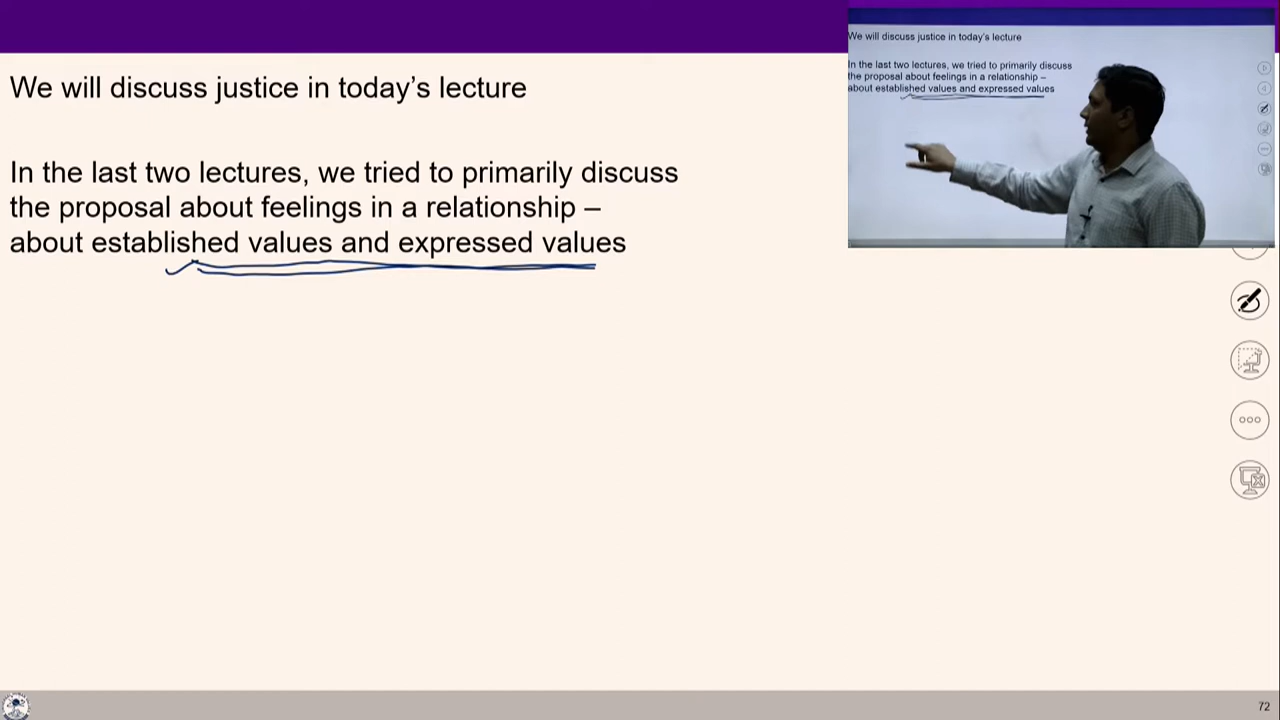 We will discuss justice in today's lecture
In the last two lectures, we tried to primarily discuss
the proposal about feelings in a relationship –
about established values and expressed values
We will discuss justice in today's lecture
In the last two lectures, we tried to primarily discuss
the proposal about feelings in a relationship –
about established values and expressed values
72